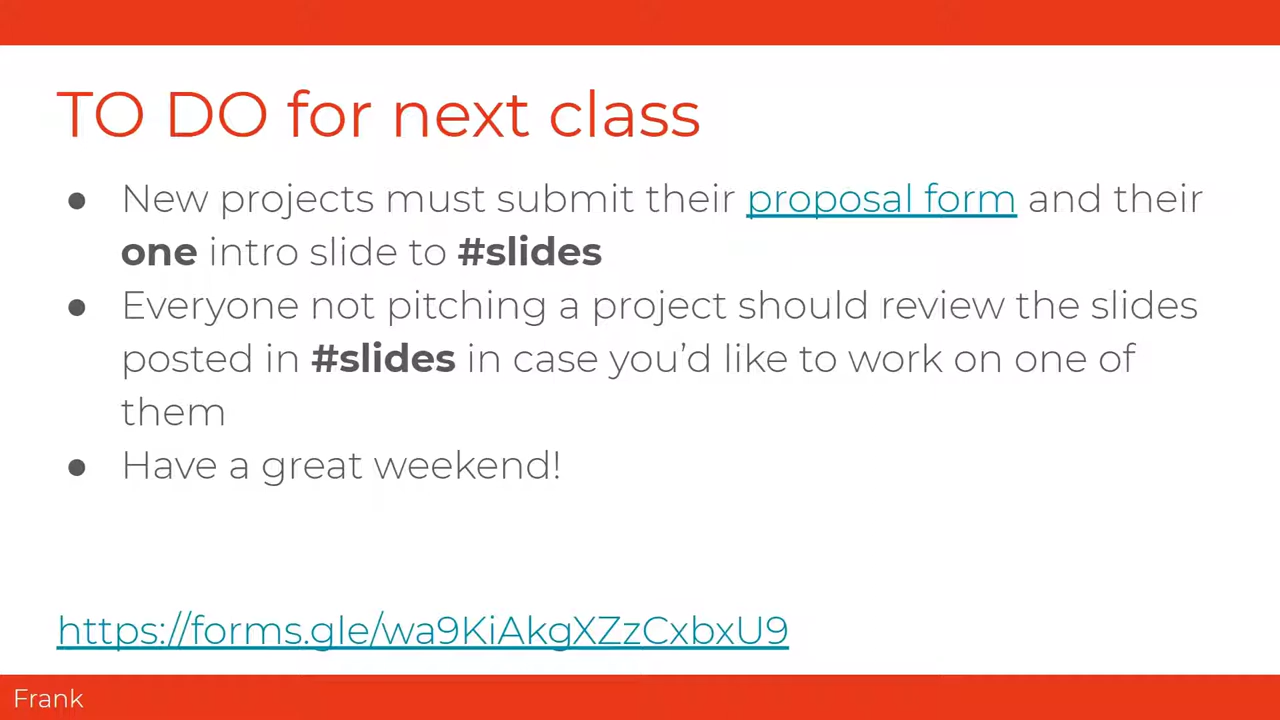 TO DO for next class
● New projects must submit their proposal form and their
one intro slide to #slides
● Everyone not pitching a project should review the slides
posted in #slides in case you’d like to work on one of
them
● Have a great weekend!
https://forms.gle/wa9KiAkgXZzCxbxU9
Frank